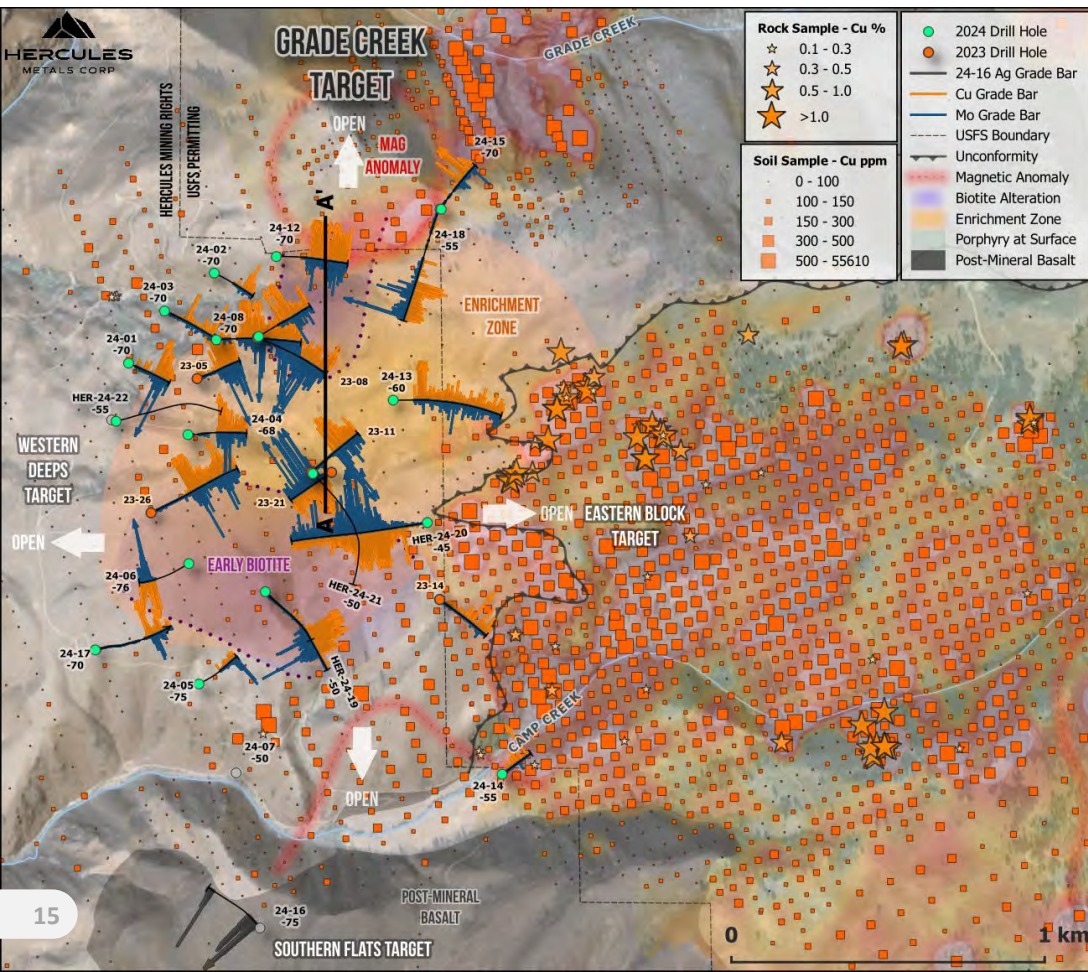 HERCULES
METALS CORP
GRADE CREEK
TARGET
OPEN
MAG
ANOMALY
GRADE CREEK
HERCULES MINING RIGHTS
USFS PERMITTING
Rock Sample - Cu %
0.1 - 0.3
0.3 - 0.5
0.5 - 1.0
>1.0
Soil Sample - Cu ppm
0 - 100
100 - 150
150 - 300
300 - 500
500 - 55610
2024 Drill Hole
2023 Drill Hole
24-16 Ag Grade Bar
Cu Grade Bar
Mo Grade Bar
USFS Boundary
Unconformity
Magnetic Anomaly
Biotite Alteration
Enrichment Zone
Porphyry at Surface
Post-Mineral Basalt
24-15
-70
A'
24-12
-70
24-18
-55
24-02
-70
24-03
-70
24-08
-70
ENRICHMENT
ZONE
24-01
-70
23-05
23-08
24-13
-60
HER-24-22
-55
24-04
-68
23-11
WESTERN
DEEPS
TARGET
23-26
23-21
A
OPEN
HER-24-20
-45
OPEN
EASTERN BLOCK
TARGET
EARLY BIOTITE
24-06
-76
HER-24-21
-50
23-14
24-17
-70
24-05
-75
HER-24-19
-50
24-07
-50
CAMP CREEK
OPEN
24-14
-55
15
24-16
-75
POST-MINERAL
BASALT
SOUTHERN FLATS TARGET
0
1 km